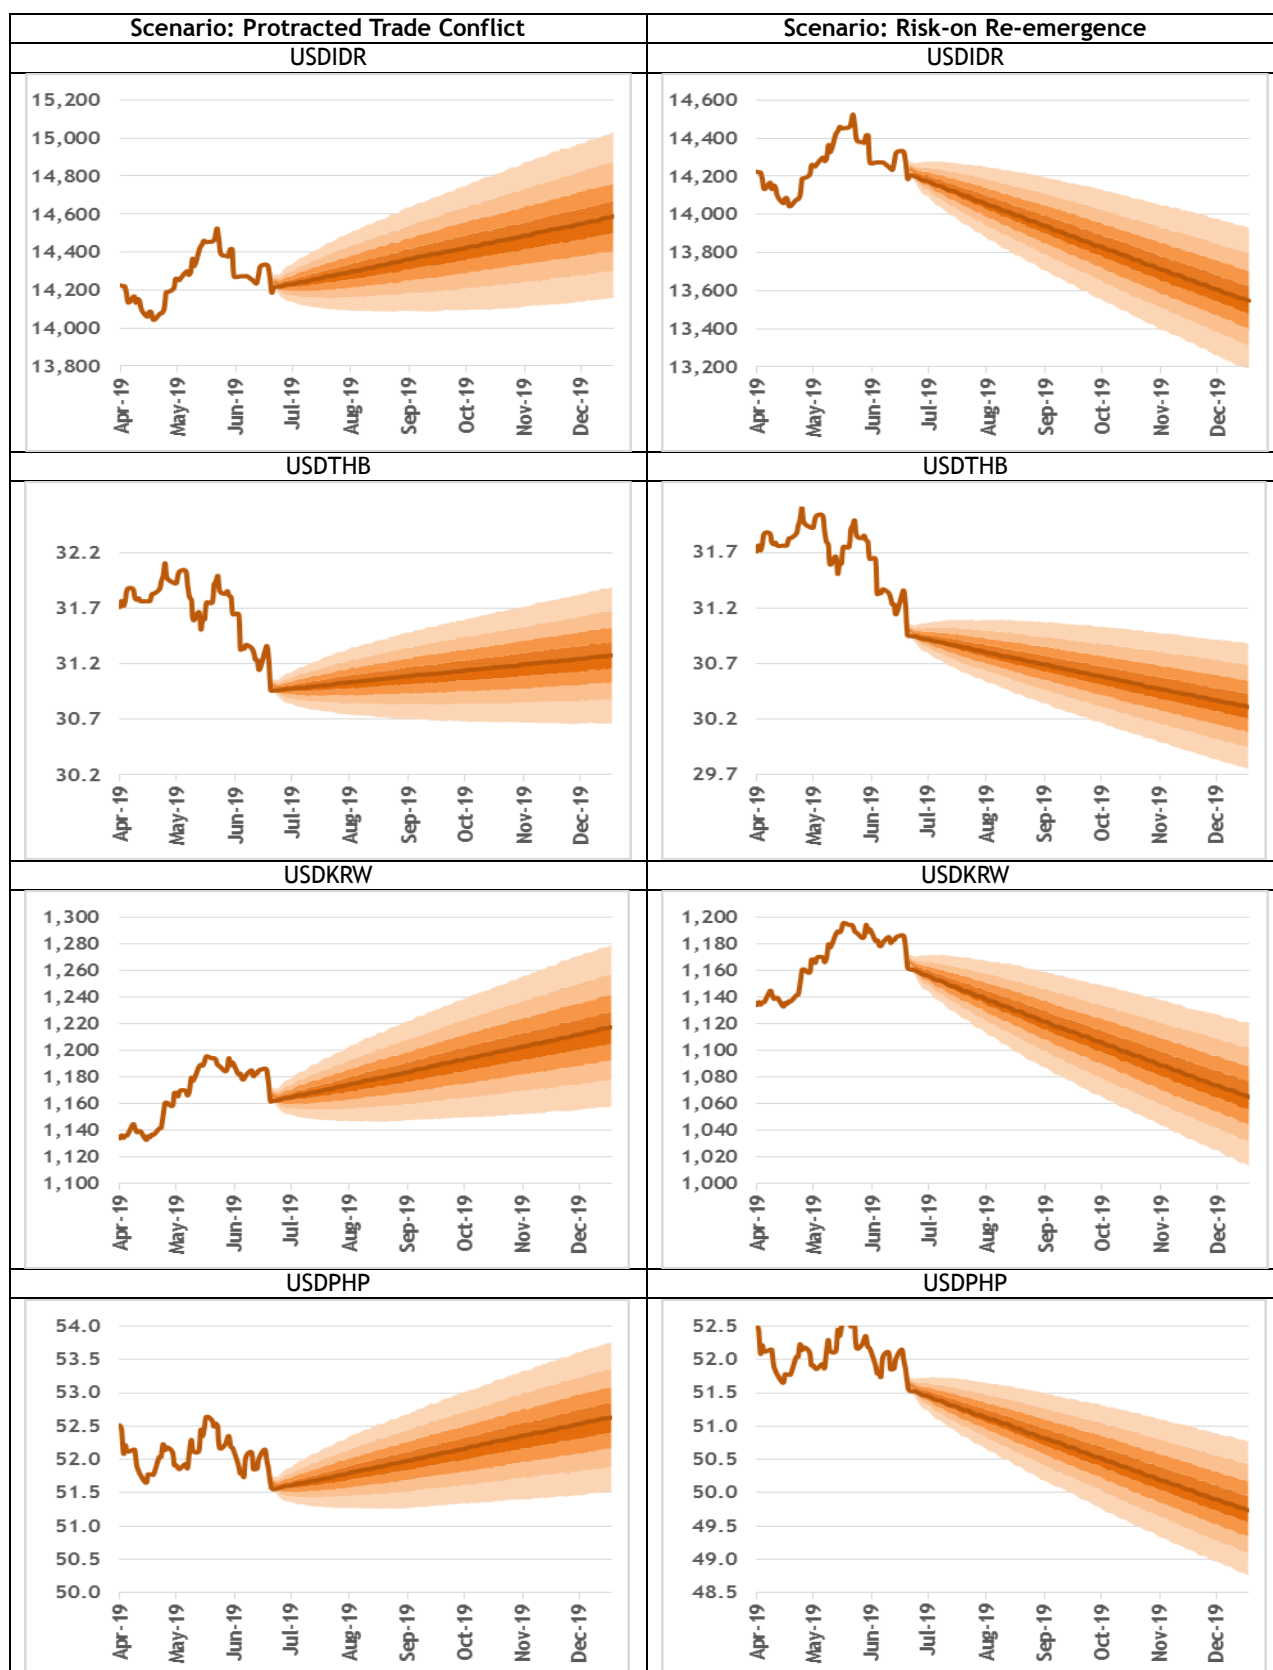 Scenario: Protracted Trade Conflict
Scenario: Risk-on Re-emergence
USDIDR
USDIDR
15,200
15,000
14,800
14,600
14,400
14,200
14,000
13,800
Apr-19
May-19
Jun-19
Jul-19
Aug-19
Sep-19
Oct-19
Nov-19
Dec-19
14,600
14,400
14,200
14,000
13,800
13,600
13,400
13,200
Apr-19
May-19
Jun-19
Jul-19
Aug-19
Sep-19
Oct-19
Nov-19
Dec-19
USDTHB
USDTHB
32.2
31.7
31.2
30.7
30.2
Apr-19
May-19
Jun-19
Jul-19
Aug-19
Sep-19
Oct-19
Nov-19
Dec-19
31.7
31.2
30.7
30.2
29.7
Apr-19
May-19
Jun-19
Jul-19
Aug-19
Sep-19
Oct-19
Nov-19
Dec-19
USDKRW
USDKRW
1,300
1,280
1,260
1,240
1,220
1,200
1,180
1,160
1,140
1,120
1,100
Apr-19
May-19
Jun-19
Jul-19
Aug-19
Sep-19
Oct-19
Nov-19
Dec-19
1,200
1,180
1,160
1,140
1,120
1,100
1,080
1,060
1,040
1,020
1,000
Apr-19
May-19
Jun-19
Jul-19
Aug-19
Sep-19
Oct-19
Nov-19
Dec-19
USDPHP
USDPHP
54.0
53.5
53.0
52.5
52.0
51.5
51.0
50.5
50.0
Apr-19
May-19
Jun-19
Jul-19
Aug-19
Sep-19
Oct-19
Nov-19
Dec-19
52.5
52.0
51.5
51.0
50.5
50.0
49.5
49.0
48.5
Apr-19
May-19
Jun-19
Jul-19
Aug-19
Sep-19
Oct-19
Nov-19
Dec-19